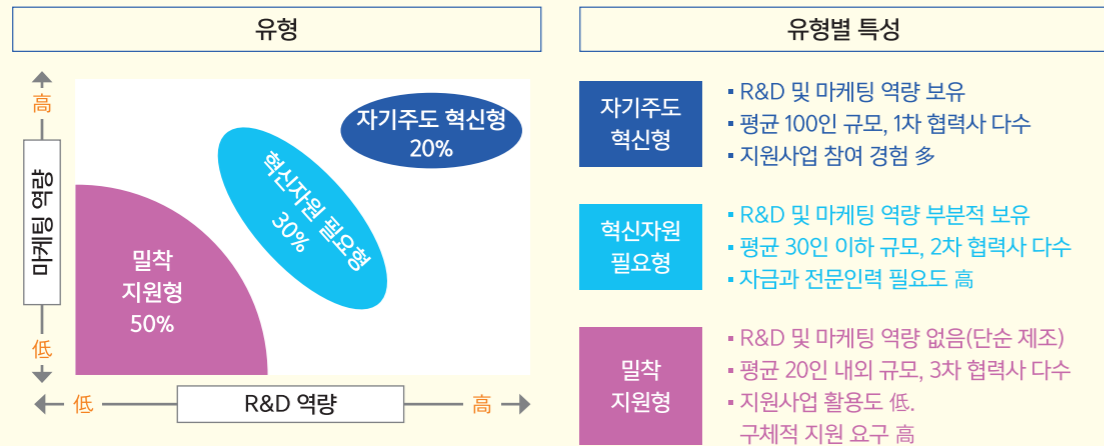 유형
高
마케팅 역량
低
低
R&D 역량
高
자기주도 혁신형
20%
혁신자원 필요형
30%
밀착
지원형
50%
유형별 특성
자기주도
혁신형
▪ R&D 및 마케팅 역량 보유
▪ 평균 100인 규모, 1차 협력사 다수
▪ 지원사업 참여 경험 多
혁신자원
필요형
▪ R&D 및 마케팅 역량 부분적 보유
▪ 평균 30인 이하 규모, 2차 협력사 다수
▪ 자금과 전문인력 필요도 高
밀착
지원형
▪ R&D 및 마케팅 역량 없음(단순 제조)
▪ 평균 20인 내외 규모, 3차 협력사 다수
▪ 지원사업 활용도 低.
구체적 지원 요구 高